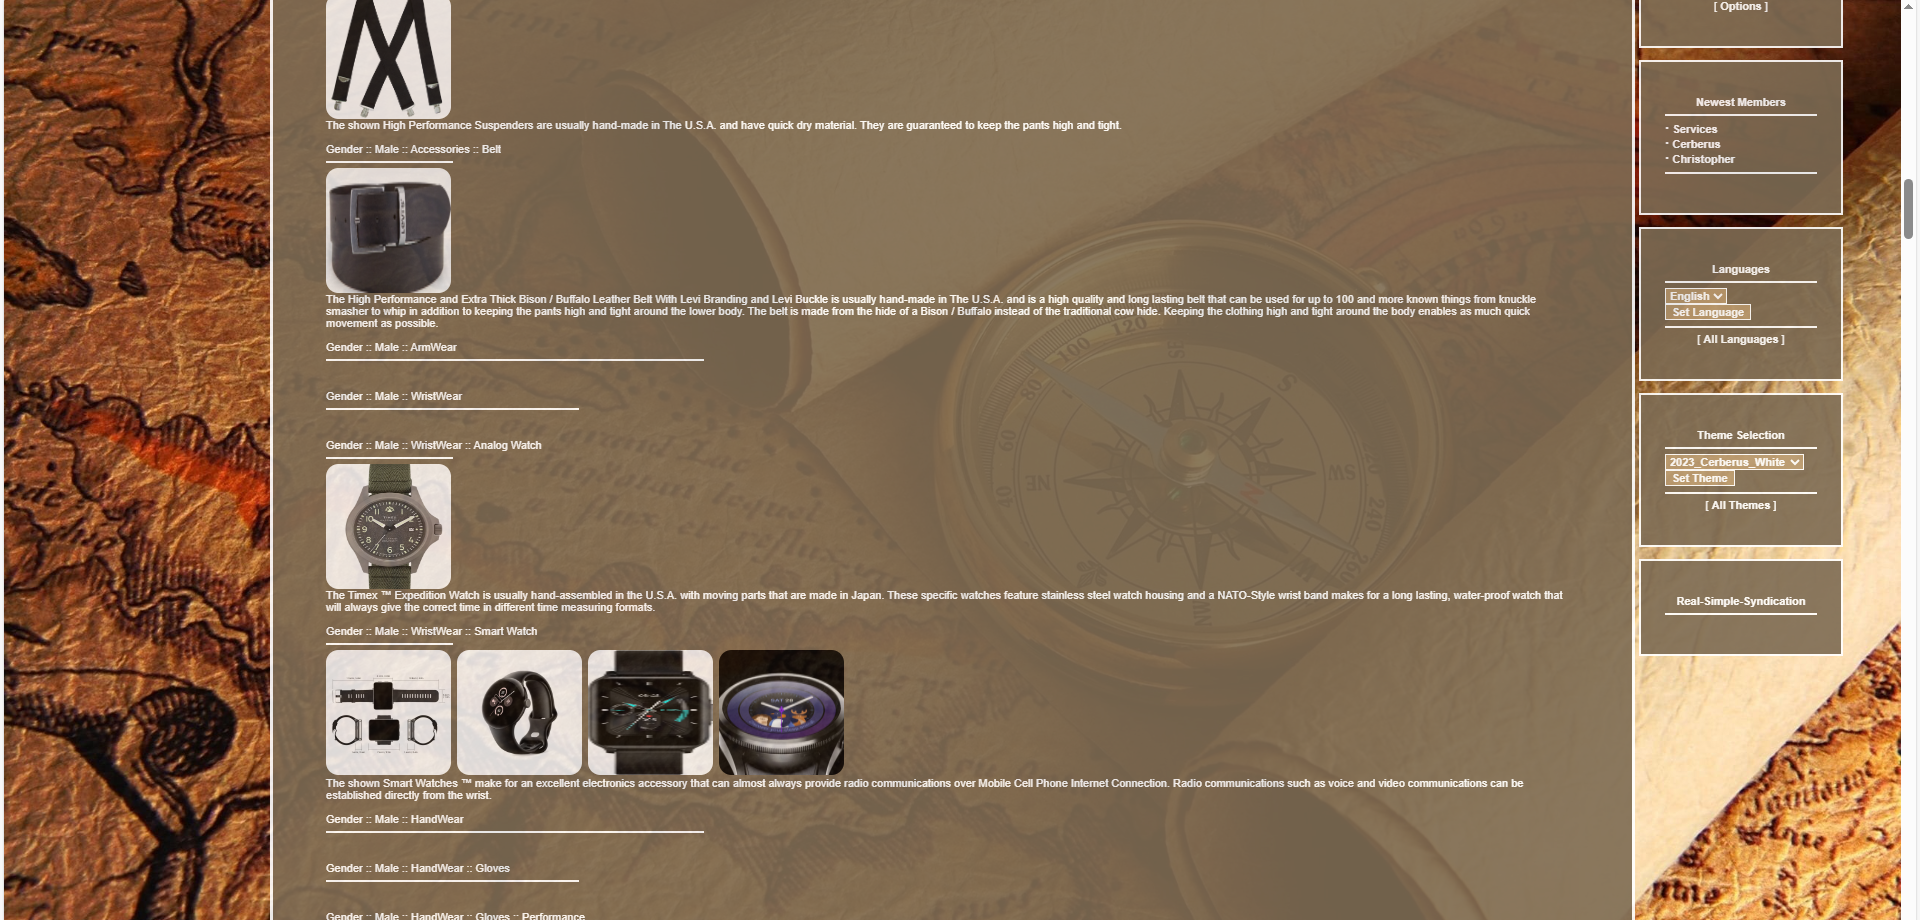 The shown High Performance Suspenders are usually hand-made in The U.S.A. and have quick dry material. They are guaranteed to keep the pants high and tight.
Gender :: Male :: Accessories :: Belt
The High Performance and Extra Thick Bison / Buffalo Leather Belt With Levi Branding and Levi Buckle is usually hand-made in The U.S.A. and is a high quality and long lasting belt that can be used for up to 100 and more known things from knuckle
smasher to whip in addition to keeping the pants high and tight around the lower body. The belt is made from the hide of a Bison / Buffalo instead of the traditional cow hide. Keeping the clothing high and tight around the body enables as much quick
movement as possible.
Gender :: Male :: ArmWear
Gender :: Male :: WristWear
Gender :: Male :: WristWear :: Analog Watch
The Timex ™ Expedition Watch is usually hand-assembled in the U.S.A. with moving parts that are made in Japan. These specific watches feature stainless steel watch housing and a NATO-Style wrist band makes for a long lasting, water-proof watch that
will always give the correct time in different time measuring formats.
Gender :: Male :: WristWear :: Smart Watch
The shown Smart Watches ™ make for an excellent electronics accessory that can almost always provide radio communications over Mobile Cell Phone Internet Connection. Radio communications such as voice and video communications can be
established directly from the wrist.
Gender :: Male :: HandWear
Gender :: Male :: HandWear :: Gloves
Gender :: Male :: HandWear :: Gloves :: Performance
[ Options ]
Newest Members
· Services
· Cerberus
· Christopher
Languages
English
Set Language
[ All Languages ]
Theme Selection
2023_Cerberus_White
Set Theme
[ All Themes ]
Real-Simple-Syndication